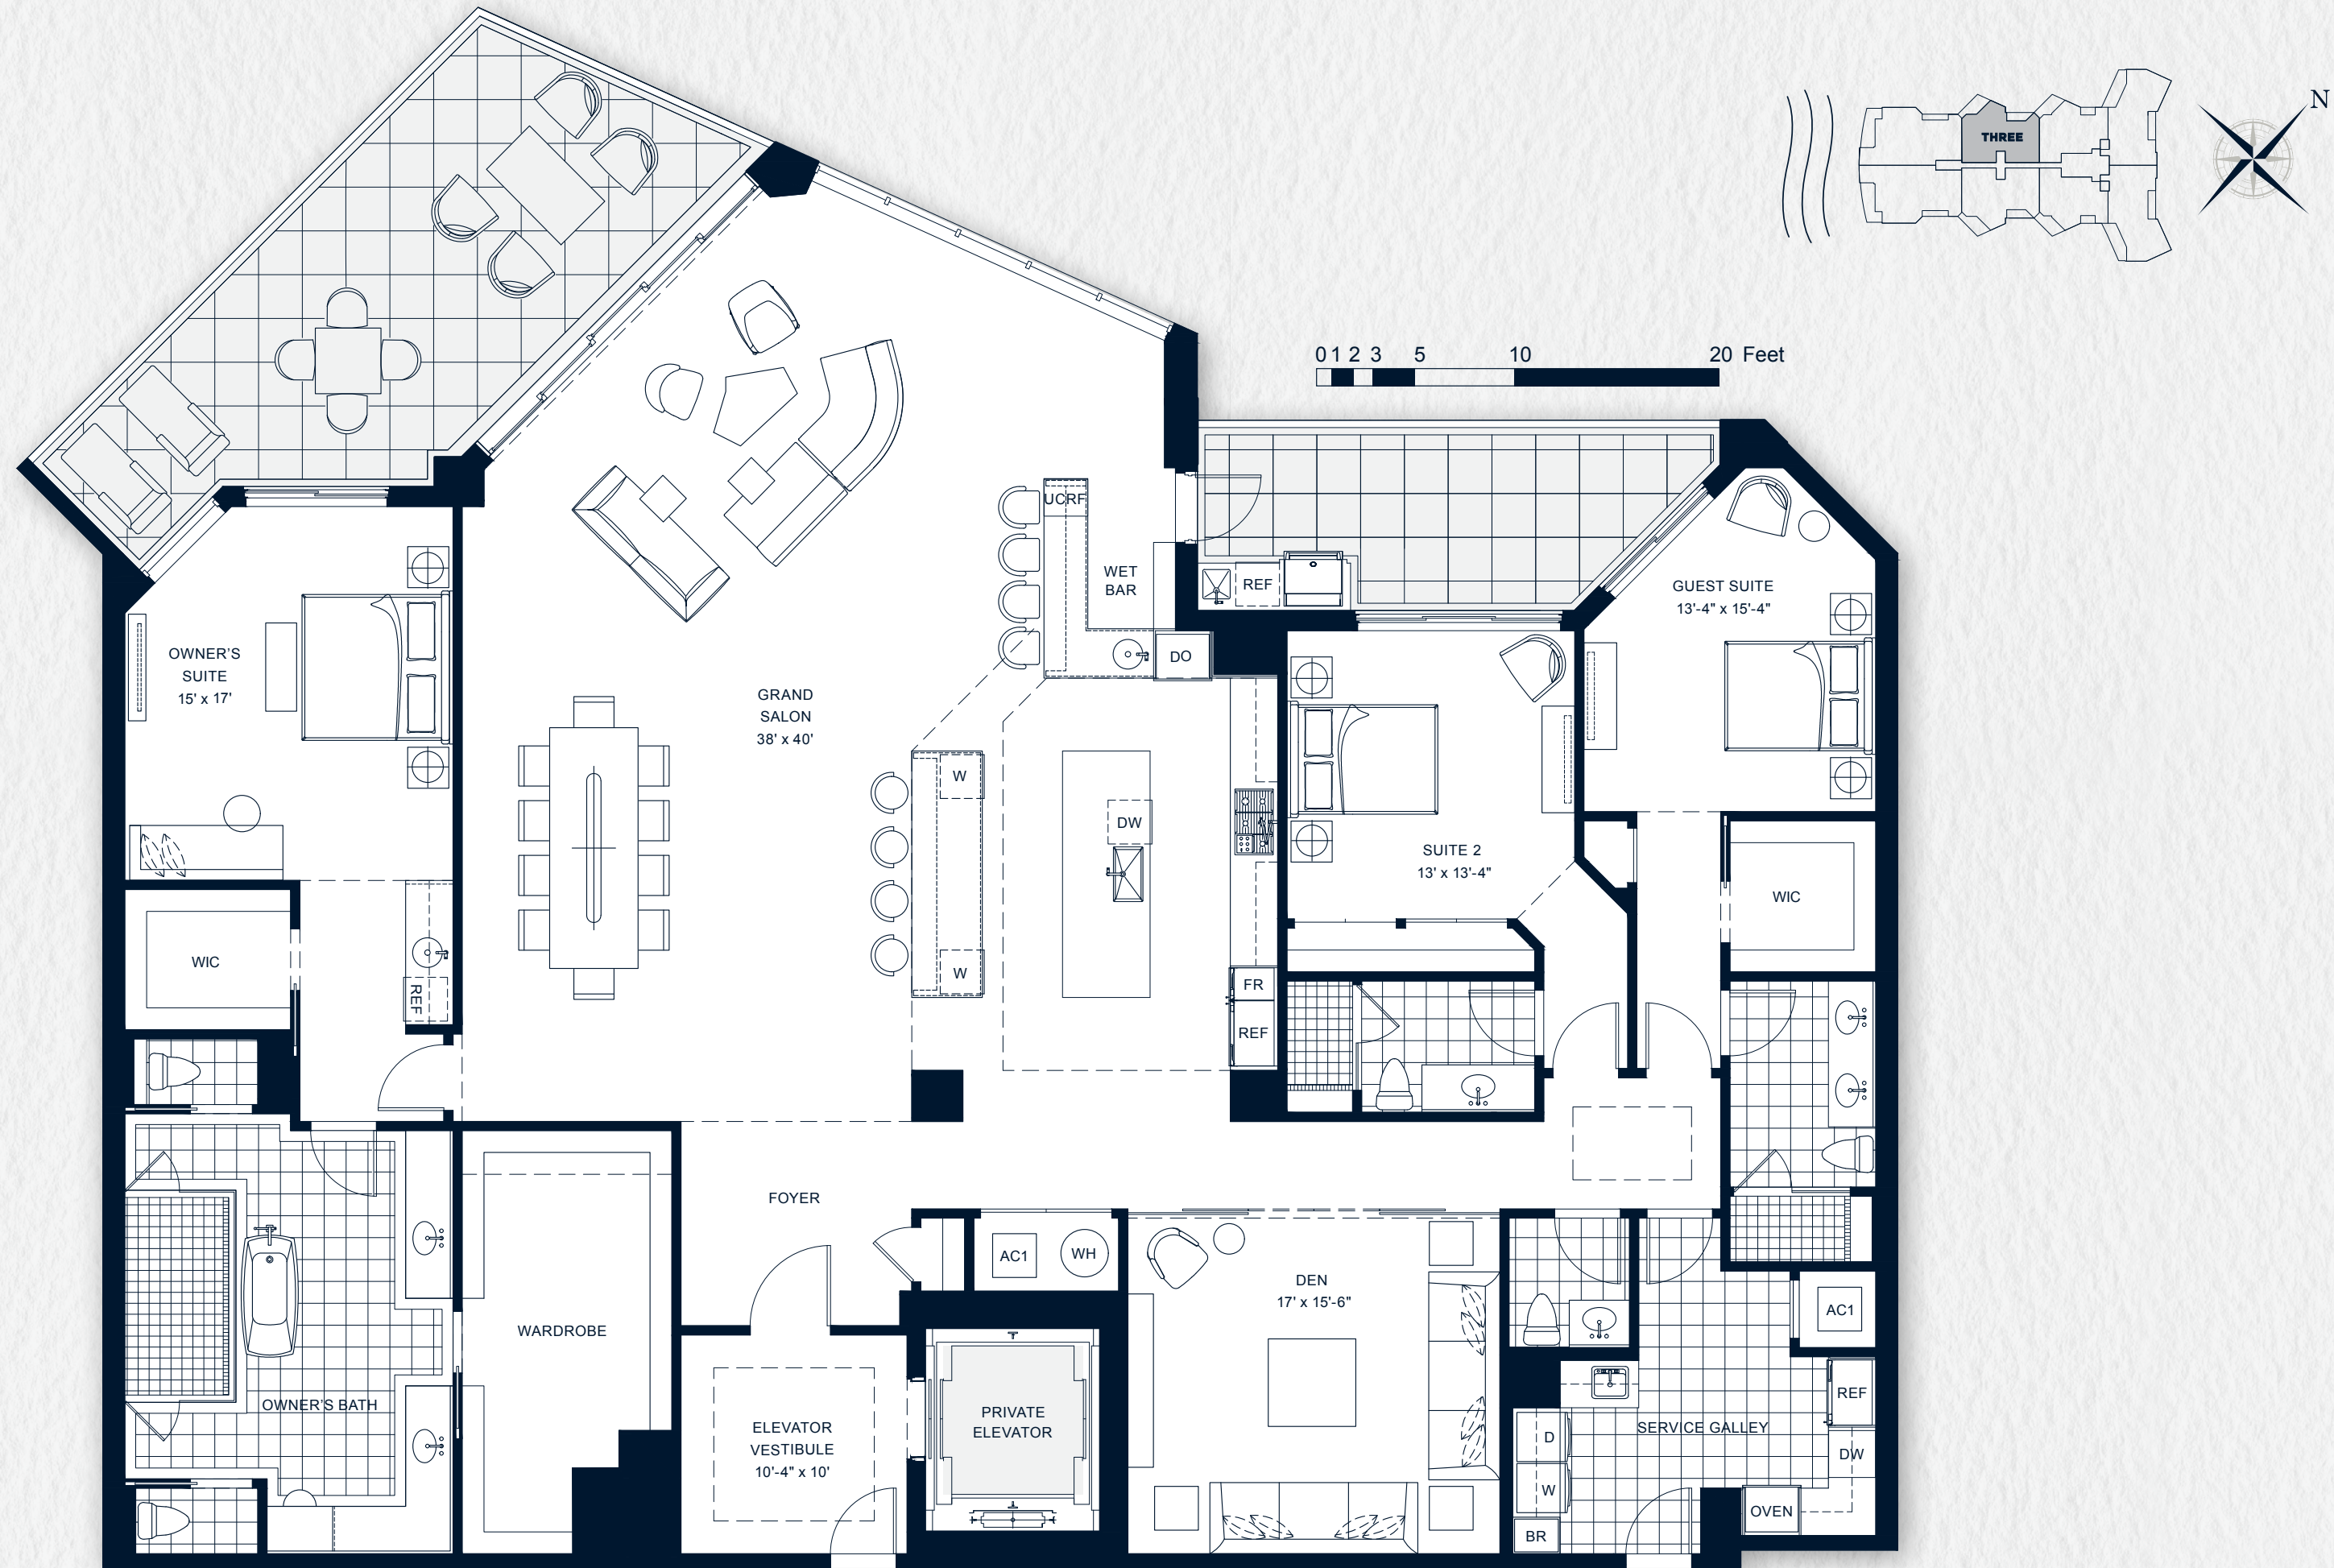 N
THREE
0 1 2 3 5 10 20 Feet
UCRF
WET
BAR
REF
DO
GUEST SUITE
13'-4" x 15'-4"
OWNER'S
SUITE
15' x 17'
GRAND
SALON
38' x 40'
W
DW
SUITE 2
13' x 13'-4"
WIC
WIC
W
REF
FR
REF
FOYER
AC1
WH
DEN
17' x 15'-6"
AC1
WARDROBE
OWNER'S BATH
PRIVATE
ELEVATOR
ELEVATOR
VESTIBULE
10'-4" x 10'
REF
SERVICE GALLEY
D
DW
W
OVEN
BR